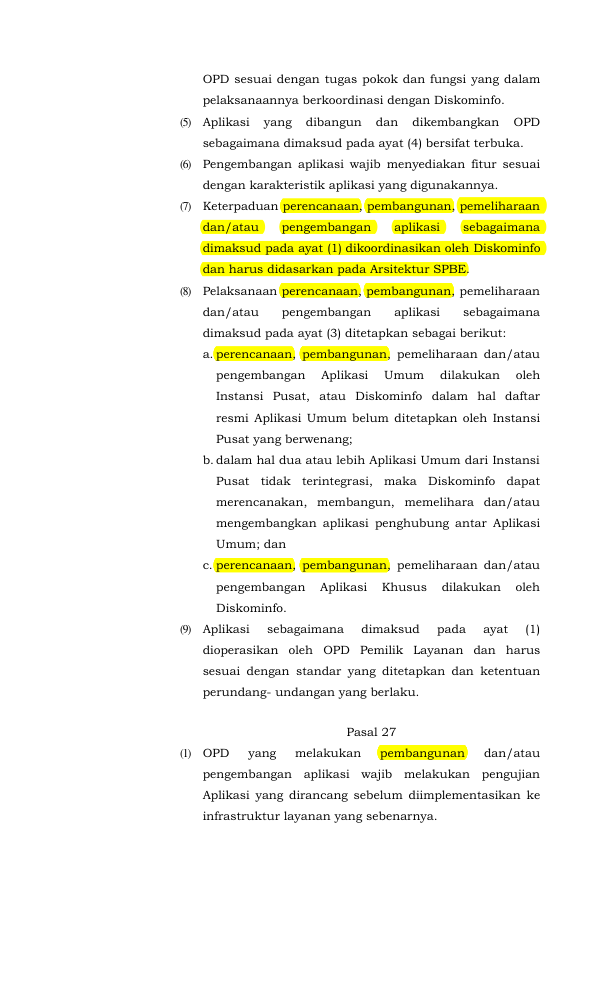 OPD sesuai dengan tugas pokok dan fungsi yang dalam
pelaksanaannya berkoordinasi dengan Diskominfo.
(5) Aplikasi yang dibangun dan dikembangkan OPD
sebagaimana dimaksud pada ayat (4) bersifat terbuka.
(6) Pengembangan aplikasi wajib menyediakan fitur sesuai
dengan karakteristik aplikasi yang digunakannya.
(7) Keterpaduan perencanaan, pembangunan, pemeliharaan
dan/atau pengembangan aplikasi sebagaimana
dimaksud pada ayat (1) dikoordinasikan oleh Diskominfo
dan harus didasarkan pada Arsitektur SPBE.
(8) Pelaksanaan perencanaan, pembangunan, pemeliharaan
dan/atau pengembangan aplikasi sebagaimana
dimaksud pada ayat (3) ditetapkan sebagai berikut:
a. perencanaan, pembangunan, pemeliharaan dan/atau
pengembangan Aplikasi Umum dilakukan oleh
Instansi Pusat, atau Diskominfo dalam hal daftar
resmi Aplikasi Umum belum ditetapkan oleh Instansi
Pusat yang berwenang;
b. dalam hal dua atau lebih Aplikasi Umum dari Instansi
Pusat tidak terintegrasi, maka Diskominfo dapat
merencanakan, membangun, memelihara dan/atau
mengembangkan aplikasi penghubung antar Aplikasi
Umum; dan
c. perencanaan, pembangunan, pemeliharaan dan/atau
pengembangan Aplikasi Khusus dilakukan oleh
Diskominfo.
(9) Aplikasi sebagaimana dimaksud pada ayat (1)
dioperasikan oleh OPD Pemilik Layanan dan harus
sesuai dengan standar yang ditetapkan dan ketentuan
perundang- undangan yang berlaku.
Pasal 27
(1) OPD yang melakukan pembangunan dan/atau
pengembangan aplikasi wajib melakukan pengujian
Aplikasi yang dirancang sebelum diimplementasikan ke
infrastruktur layanan yang sebenarnya.